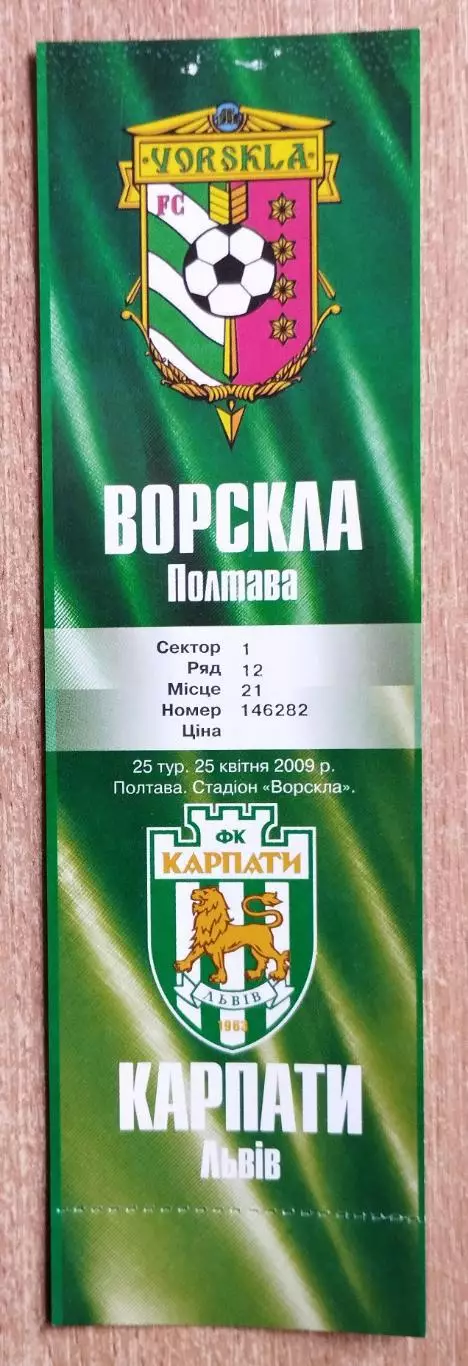 VORSKLA
FC
ВОРСКЛА
Полтава
Сектор 1
Ряд 12
Місце 21
Номер 146282
Ціна
25 тур. 25 квітня 2009 р.
Полтава. Стадіон «Ворскла».
ФК
КАРПАТИ
ЛЬВІВ
1963
КАРПАТИ
Львів